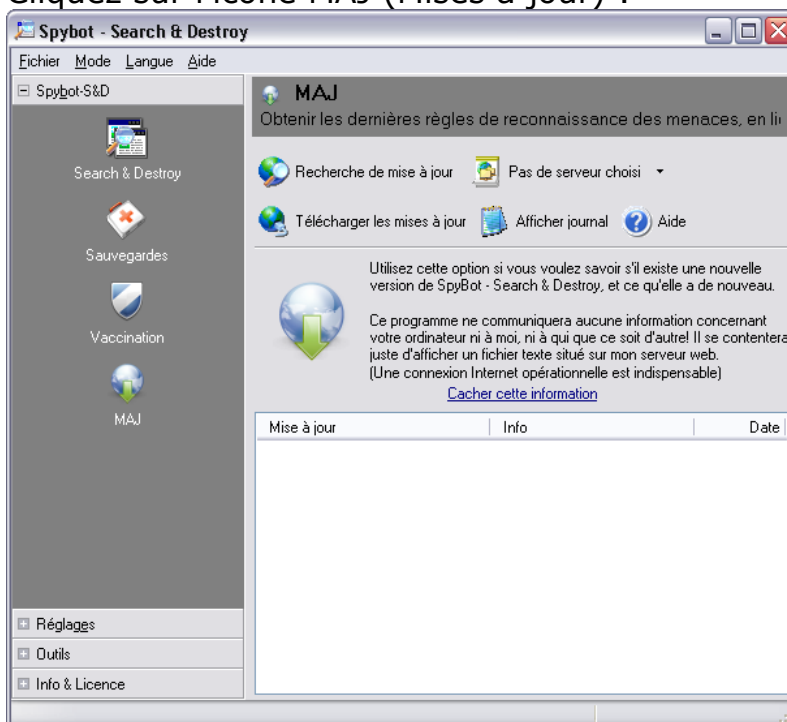 Cliquez sur l'icône MAJ (Mises à jour) :
Spybot - Search & Destroy
Fichier Mode Langue Aide
Spybot-S&D
Search & Destroy
Sauvegardes
Vaccination
MAJ
Réglages
Outils
Info & Licence
MAJ
Obtenir les dernières règles de reconnaissance des menaces, en li
Recherche de mise à jour Pas de serveur choisi
Télécharger les mises à jour Afficher journal Aide
Utilisez cette option si vous voulez savoir s'il existe une nouvelle
version de SpyBot - Search & Destroy, et ce qu'elle a de nouveau.
Ce programme ne communiquera aucune information concernant
votre ordinateur ni à moi, ni à qui que ce soit d'autre! Il se contentera
juste d'afficher un fichier texte situé sur mon serveur web.
(Une connexion Internet opérationnelle est indispensable)
Cacher cette information
Mise à jour Info Date